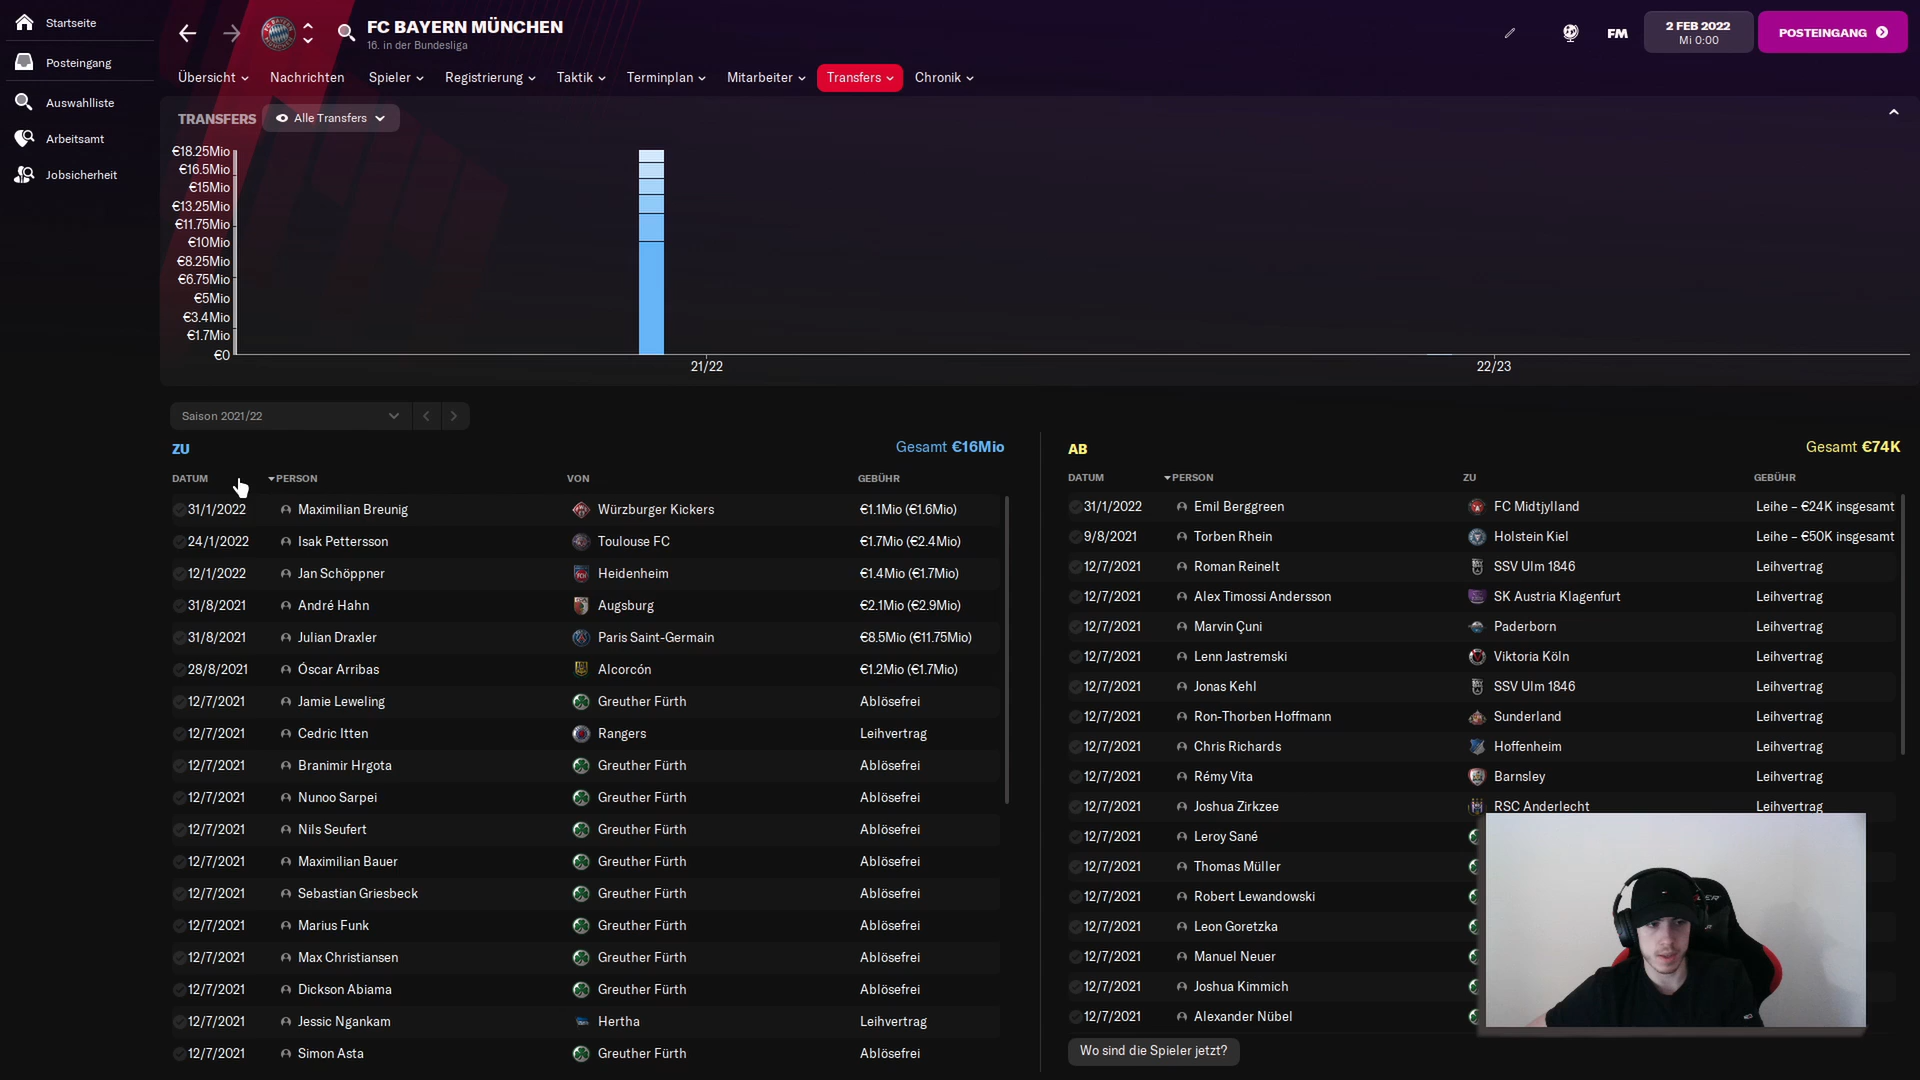 Startseite
Posteingang
Auswahlliste
Arbeitsamt
Jobsicherheit
FC BAYERN MÜNCHEN
16. in der Bundesliga
FM
2 FEB 2022
Mi 0:00
POSTEINGANG
Übersicht Nachrichten Spieler Registrierung Taktik Terminplan Mitarbeiter Transfers Chronik
TRANSFERS Alle Transfers
€18.25Mio
€16.5Mio
€15Mio
€13.25Mio
€11.75Mio
€10Mio
€8.25Mio
€6.75Mio
€5Mio
€3.4Mio
€1.7Mio
€0
21/22 22/23
Saison 2021/22
ZU Gesamt €16Mio
DATUM PERSON VON GEBÜHR
31/1/2022 Maximilian Breunig Würzburger Kickers €1.1Mio (€1.6Mio)
24/1/2022 Isak Pettersson Toulouse FC €1.7Mio (€2.4Mio)
12/1/2022 Jan Schöppner Heidenheim €1.4Mio (€1.7Mio)
31/8/2021 André Hahn Augsburg €2.1Mio (€2.9Mio)
31/8/2021 Julian Draxler Paris Saint-Germain €8.5Mio (€11.75Mio)
28/8/2021 Óscar Arribas Alcorcón €1.2Mio (€1.7Mio)
12/7/2021 Jamie Leweling Greuther Fürth Ablösefrei
12/7/2021 Cedric Itten Rangers Leihvertrag
12/7/2021 Branimir Hrgota Greuther Fürth Ablösefrei
12/7/2021 Nunoo Sarpei Greuther Fürth Ablösefrei
12/7/2021 Nils Seufert Greuther Fürth Ablösefrei
12/7/2021 Maximilian Bauer Greuther Fürth Ablösefrei
12/7/2021 Sebastian Griesbeck Greuther Fürth Ablösefrei
12/7/2021 Marius Funk Greuther Fürth Ablösefrei
12/7/2021 Max Christiansen Greuther Fürth Ablösefrei
12/7/2021 Dickson Abiama Greuther Fürth Ablösefrei
12/7/2021 Jessic Ngankam Hertha Leihvertrag
12/7/2021 Simon Asta Greuther Fürth Ablösefrei
AB Gesamt €74K
DATUM PERSON ZU GEBÜHR
31/1/2022 Emil Berggreen FC Midtjylland Leihe - €24K insgesamt
9/8/2021 Torben Rhein Holstein Kiel Leihe - €50K insgesamt
12/7/2021 Roman Reinelt SSV Ulm 1846 Leihvertrag
12/7/2021 Alex Timossi Andersson SK Austria Klagenfurt Leihvertrag
12/7/2021 Marvin Çuni Paderborn Leihvertrag
12/7/2021 Lenn Jastremski Viktoria Köln Leihvertrag
12/7/2021 Jonas Kehl SSV Ulm 1846 Leihvertrag
12/7/2021 Ron-Thorben Hoffmann Sunderland Leihvertrag
12/7/2021 Chris Richards Hoffenheim Leihvertrag
12/7/2021 Rémy Vita Barnsley Leihvertrag
12/7/2021 Joshua Zirkzee RSC Anderlecht Leihvertrag
12/7/2021 Leroy Sané
12/7/2021 Thomas Müller
12/7/2021 Robert Lewandowski
12/7/2021 Leon Goretzka
12/7/2021 Manuel Neuer
12/7/2021 Joshua Kimmich
12/7/2021 Alexander Nübel
Wo sind die Spieler jetzt?